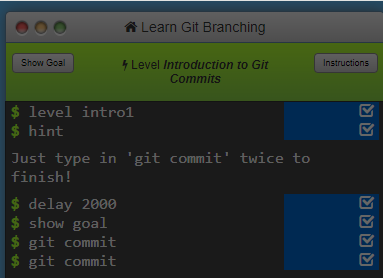 Learn Git Branching
Show Goal
Level Introduction to Git
Commits
Instructions
$ level intro1
$ hint
Just type in 'git commit' twice to
finish!
$ delay 2000
$ show goal
$ git commit
$ git commit